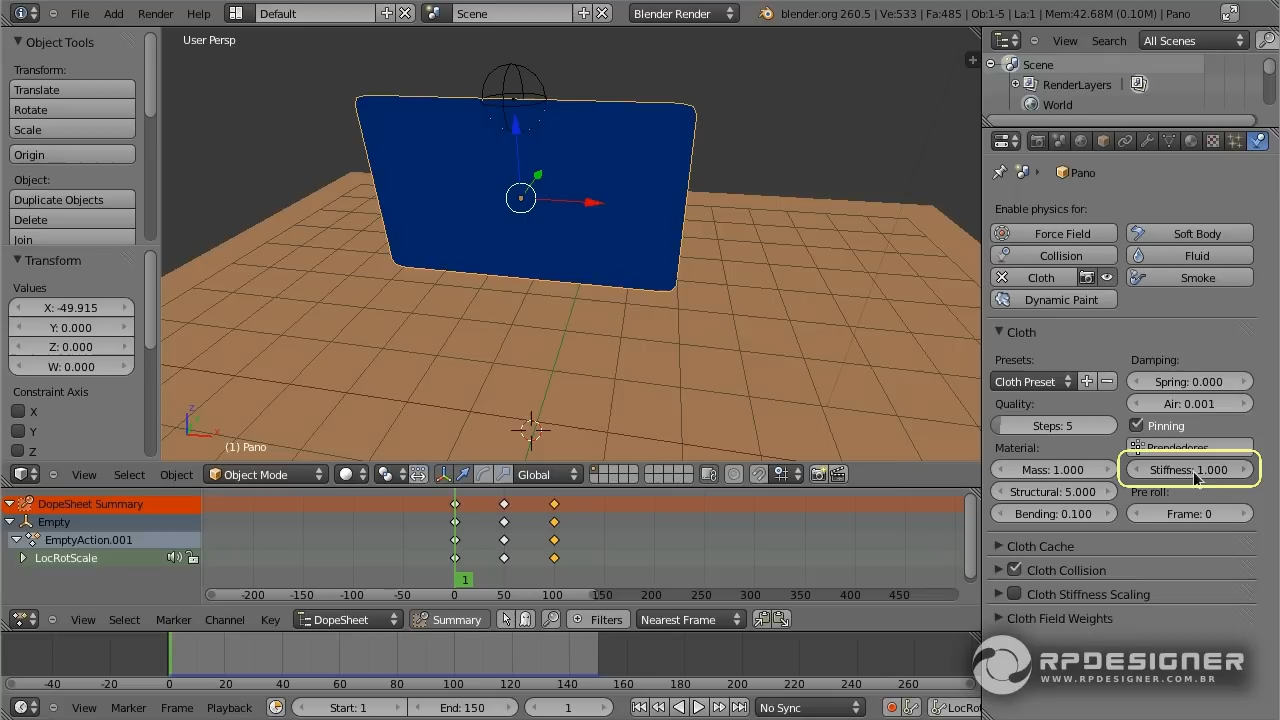 File Add Render Help Default Scene Blender Render blender.org 260.5 | Ve:533 | Fa:485 | Ob:1-5 | La:1 | Mem:42.68M (0.10M) | Pano
Object Tools
Transform:
Translate
Rotate
Scale
Origin
Object:
Duplicate Objects
Delete
Join
Transform
Values
X: -49.915
Y: 0.000
Z: 0.000
W: 0.000
Constraint Axis
X
Y
Z
User Persp
(1) Pano
View Select Object Object Mode Global
DopeSheet Summary
Empty
EmptyAction.001
LocRotScale
1
-200 -150 -100 -50 0 50 100 150 200 250 300 350 400 450
View Select Marker Channel Key DopeSheet Summary Filters Nearest Frame
-40 -20 0 20 40 60 80 100 120 140 160 180 200 220 240 260
View Marker Frame Playback Start: 1 End: 150 1 No Sync LocRot
View Search All Scenes
Scene
RenderLayers
World
Pano
Enable physics for:
Force Field Soft Body
Collision Fluid
Cloth Smoke
Dynamic Paint
Cloth
Presets: Damping:
Cloth Preset Spring: 0.000
Quality: Air: 0.001
Steps: 5 Pinning
Material: Prendedores
Mass: 1.000 Stiffness: 1.000
Structural: 5.000 Pre roll:
Bending: 0.100 Frame: 0
Cloth Cache
Cloth Collision
Cloth Stiffness Scaling
Cloth Field Weights
RPDESIGNER
WWW.RPDESIGNER.COM.BR